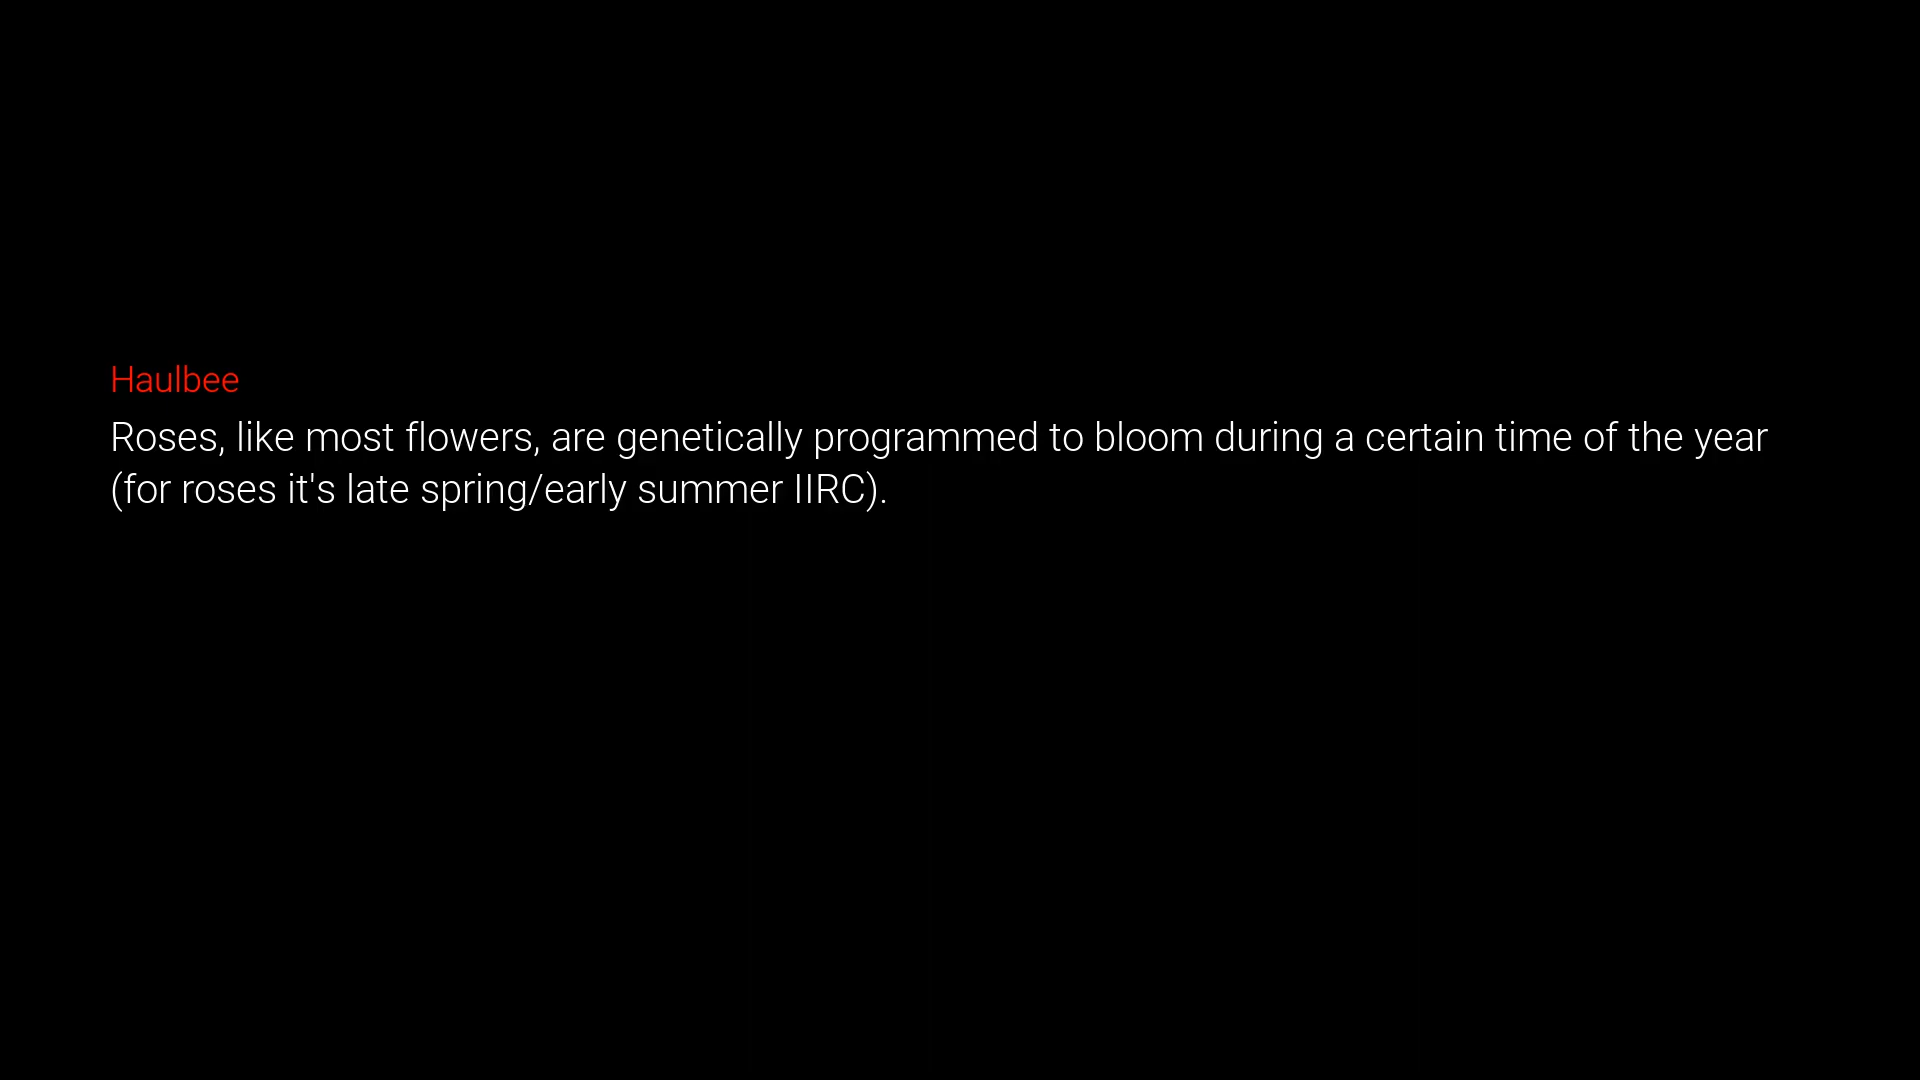 Haulbee
Roses, like most flowers, are genetically programmed to bloom during a certain time of the year
(for roses it's late spring/early summer IIRC).